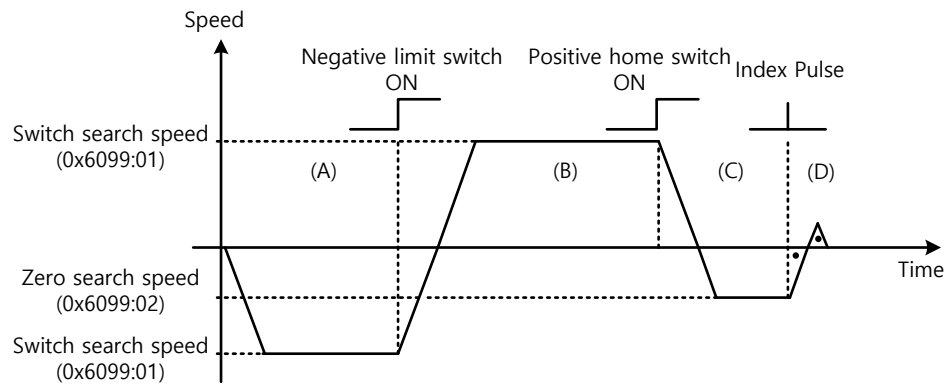 Speed
Negative limit switch
ON
Positive home switch
ON
Index Pulse
Switch search speed
(0x6099:01)
(A)
(B)
(C)
(D)
Time
Zero search speed
(0x6099:02)
Switch search speed
(0x6099:01)